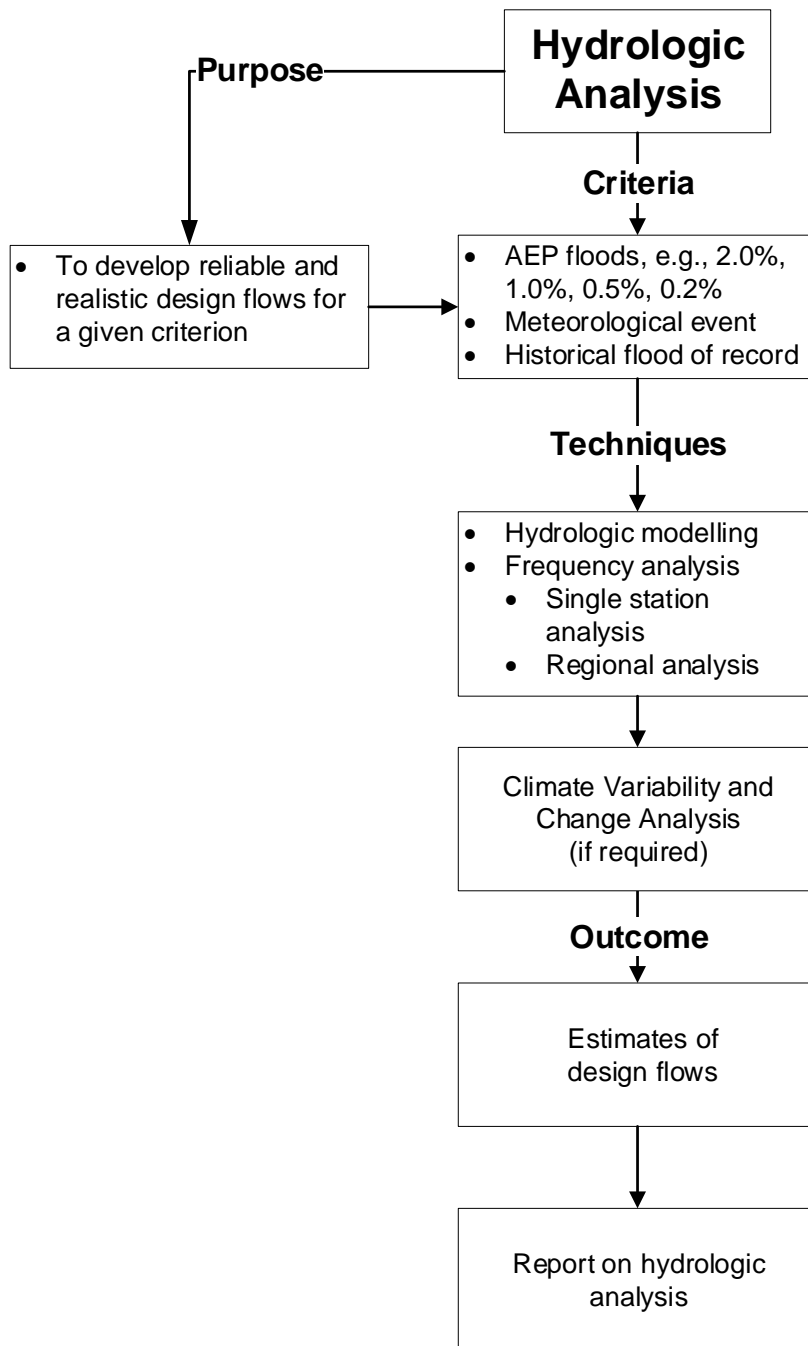 Hydrologic
Analysis
Purpose
Criteria
• To develop reliable and
realistic design flows for
a given criterion
• AEP floods, e.g., 2.0%,
1.0%, 0.5%, 0.2%
• Meteorological event
• Historical flood of record
Techniques
• Hydrologic modelling
• Frequency analysis
• Single station
analysis
• Regional analysis
Climate Variability and
Change Analysis
(if required)
Outcome
Estimates of
design flows
Report on hydrologic
analysis